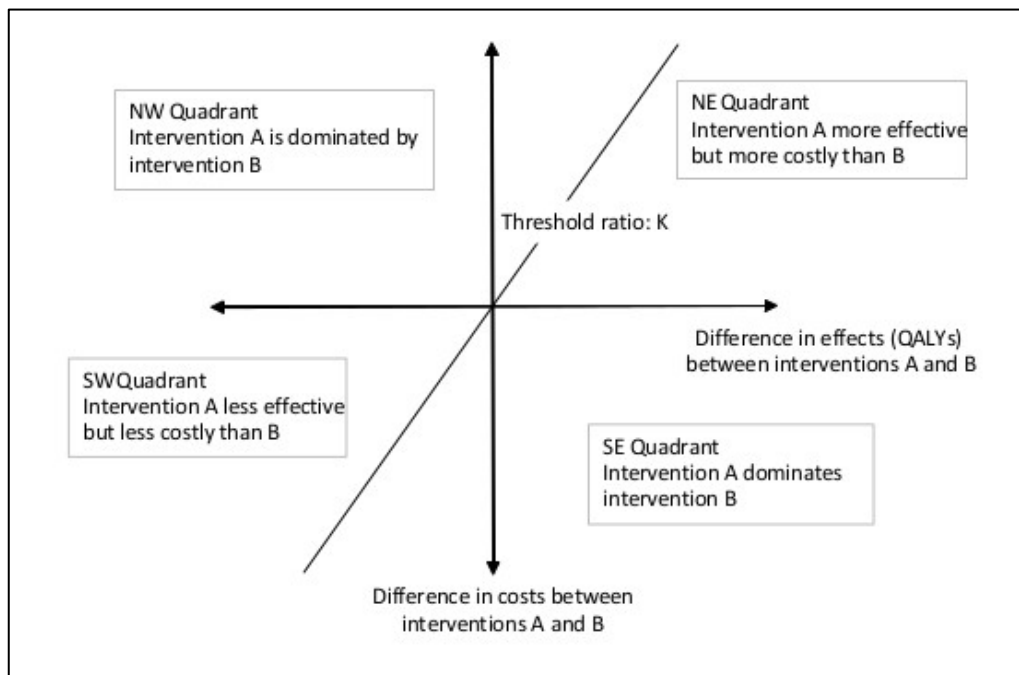 NW Quadrant
Intervention A is dominated by
intervention B
NE Quadrant
Intervention A more effective
but more costly than B
Threshold ratio: K
Difference in effects (QALYs)
between interventions A and B
SW Quadrant
Intervention A less effective
but less costly than B
SE Quadrant
Intervention A dominates
intervention B
Difference in costs between
interventions A and B